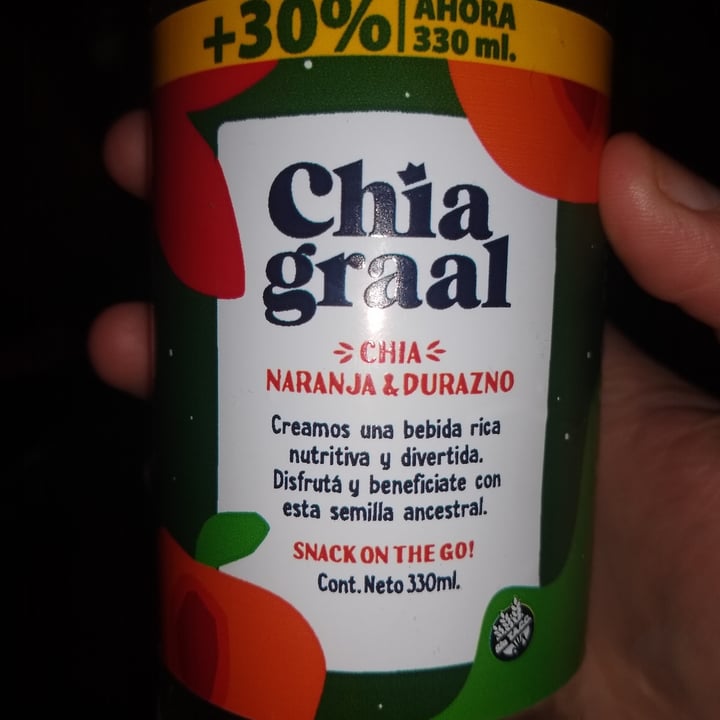 +30%
AHORA
330 ml.
Chia
graal
CHIA
NARANJA & DURAZNO
Creamos una bebida rica
nutritiva y divertida.
Disfrutá y beneficiate con
esta semilla ancestral.
SNACK ON THE GO!
Cont. Neto 330ml.